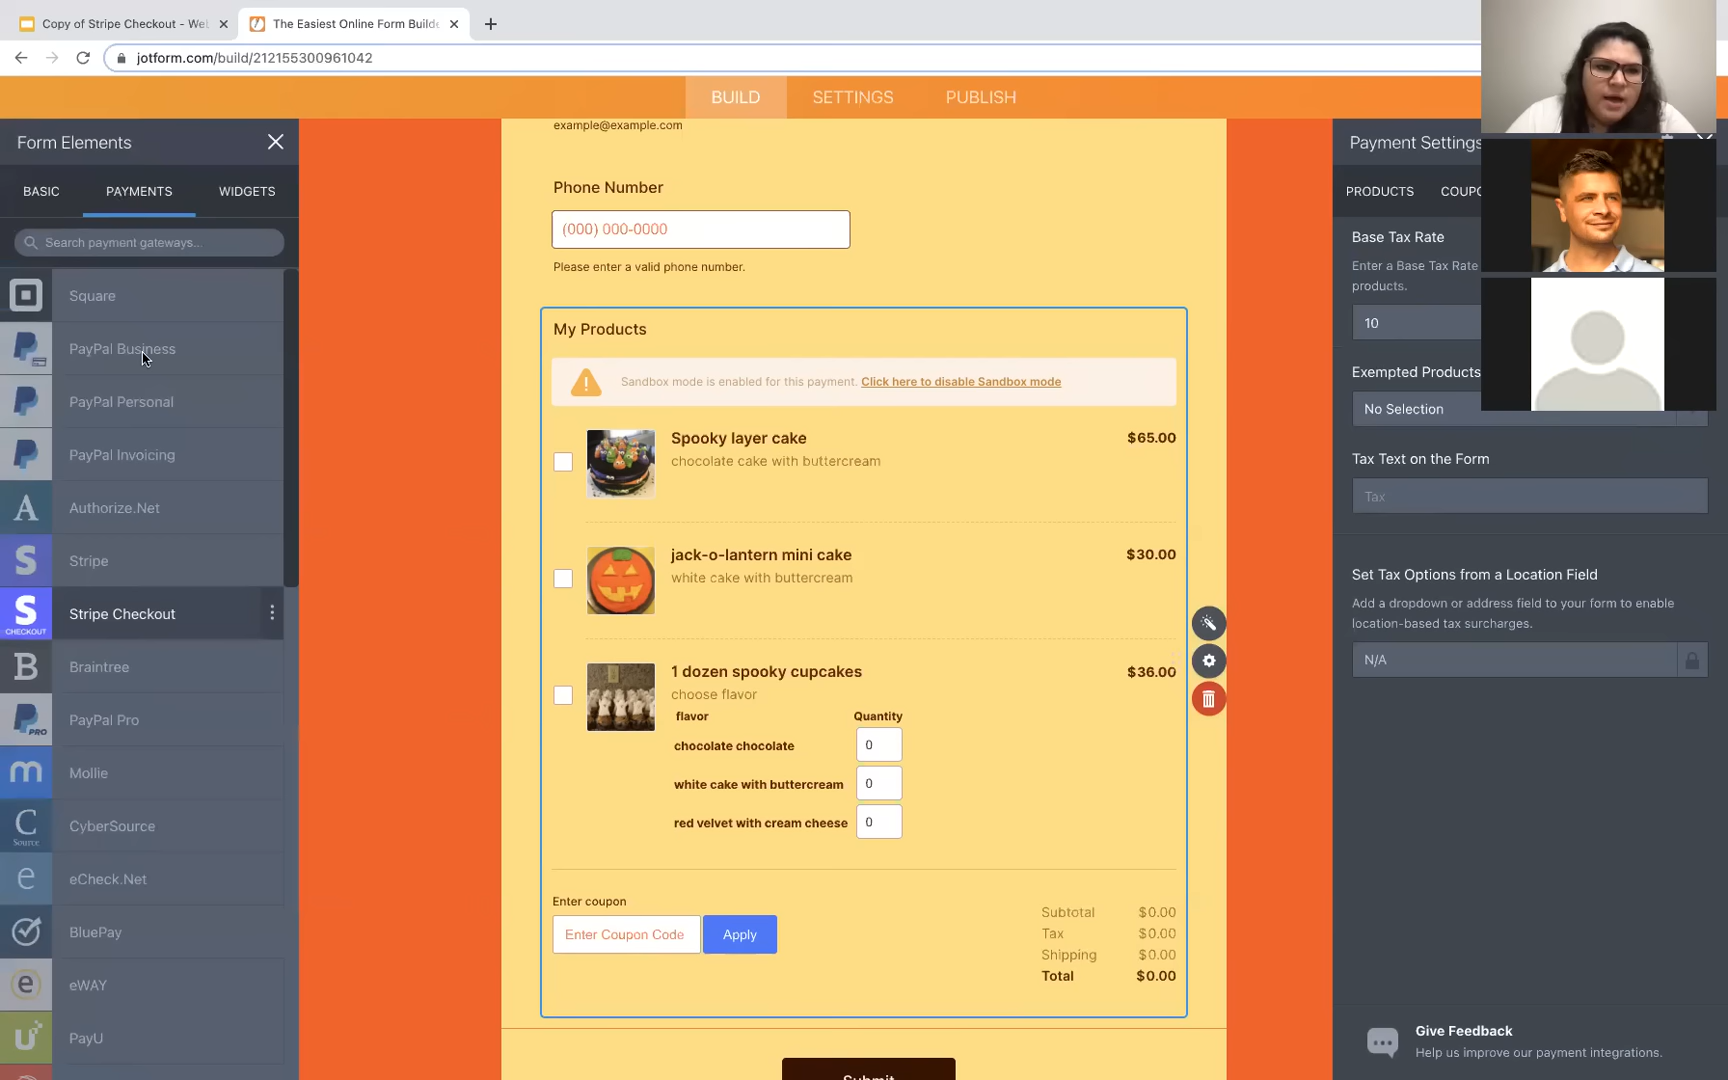 Copy of Stripe Checkout - We
The Easiest Online Form Builde
jotform.com/build/212155300961042
BUILD
SETTINGS
PUBLISH
Form Elements
BASIC
PAYMENTS
WIDGETS
Search payment gateways...
Square
PayPal Business
PayPal Personal
PayPal Invoicing
Authorize.Net
Stripe
CHECKOUT
Stripe Checkout
Braintree
PRO
PayPal Pro
Mollie
Source
CyberSource
eCheck.Net
BluePay
eWAY
PayU
example@example.com
Phone Number
(000) 000-0000
Please enter a valid phone number.
My Products
Sandbox mode is enabled for this payment. Click here to disable Sandbox mode
Spooky layer cake $65.00
chocolate cake with buttercream
jack-o-lantern mini cake $30.00
white cake with buttercream
1 dozen spooky cupcakes $36.00
choose flavor
flavor Quantity
chocolate chocolate 0
white cake with buttercream 0
red velvet with cream cheese 0
Enter coupon
Enter Coupon Code
Apply
Subtotal $0.00
Tax $0.00
Shipping $0.00
Total $0.00
Submit
Payment Settings
PRODUCTS
COUPO
Base Tax Rate
Enter a Base Tax Rate
products.
10
Exempted Products
No Selection
Tax Text on the Form
Tax
Set Tax Options from a Location Field
Add a dropdown or address field to your form to enable
location-based tax surcharges.
N/A
Give Feedback
Help us improve our payment integrations.